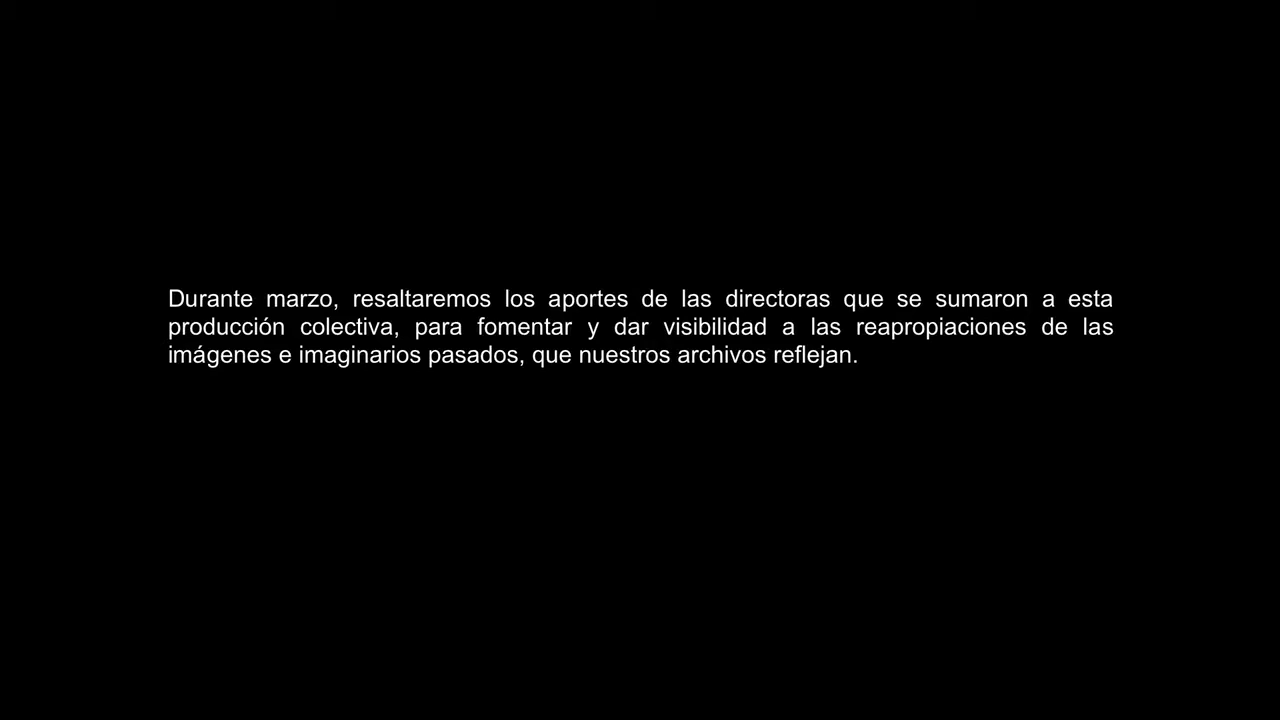 Durante marzo, resaltaremos los aportes de las directoras que se sumaron a esta
producción colectiva, para fomentar y dar visibilidad a las reapropiaciones de las
imágenes e imaginarios pasados, que nuestros archivos reflejan.